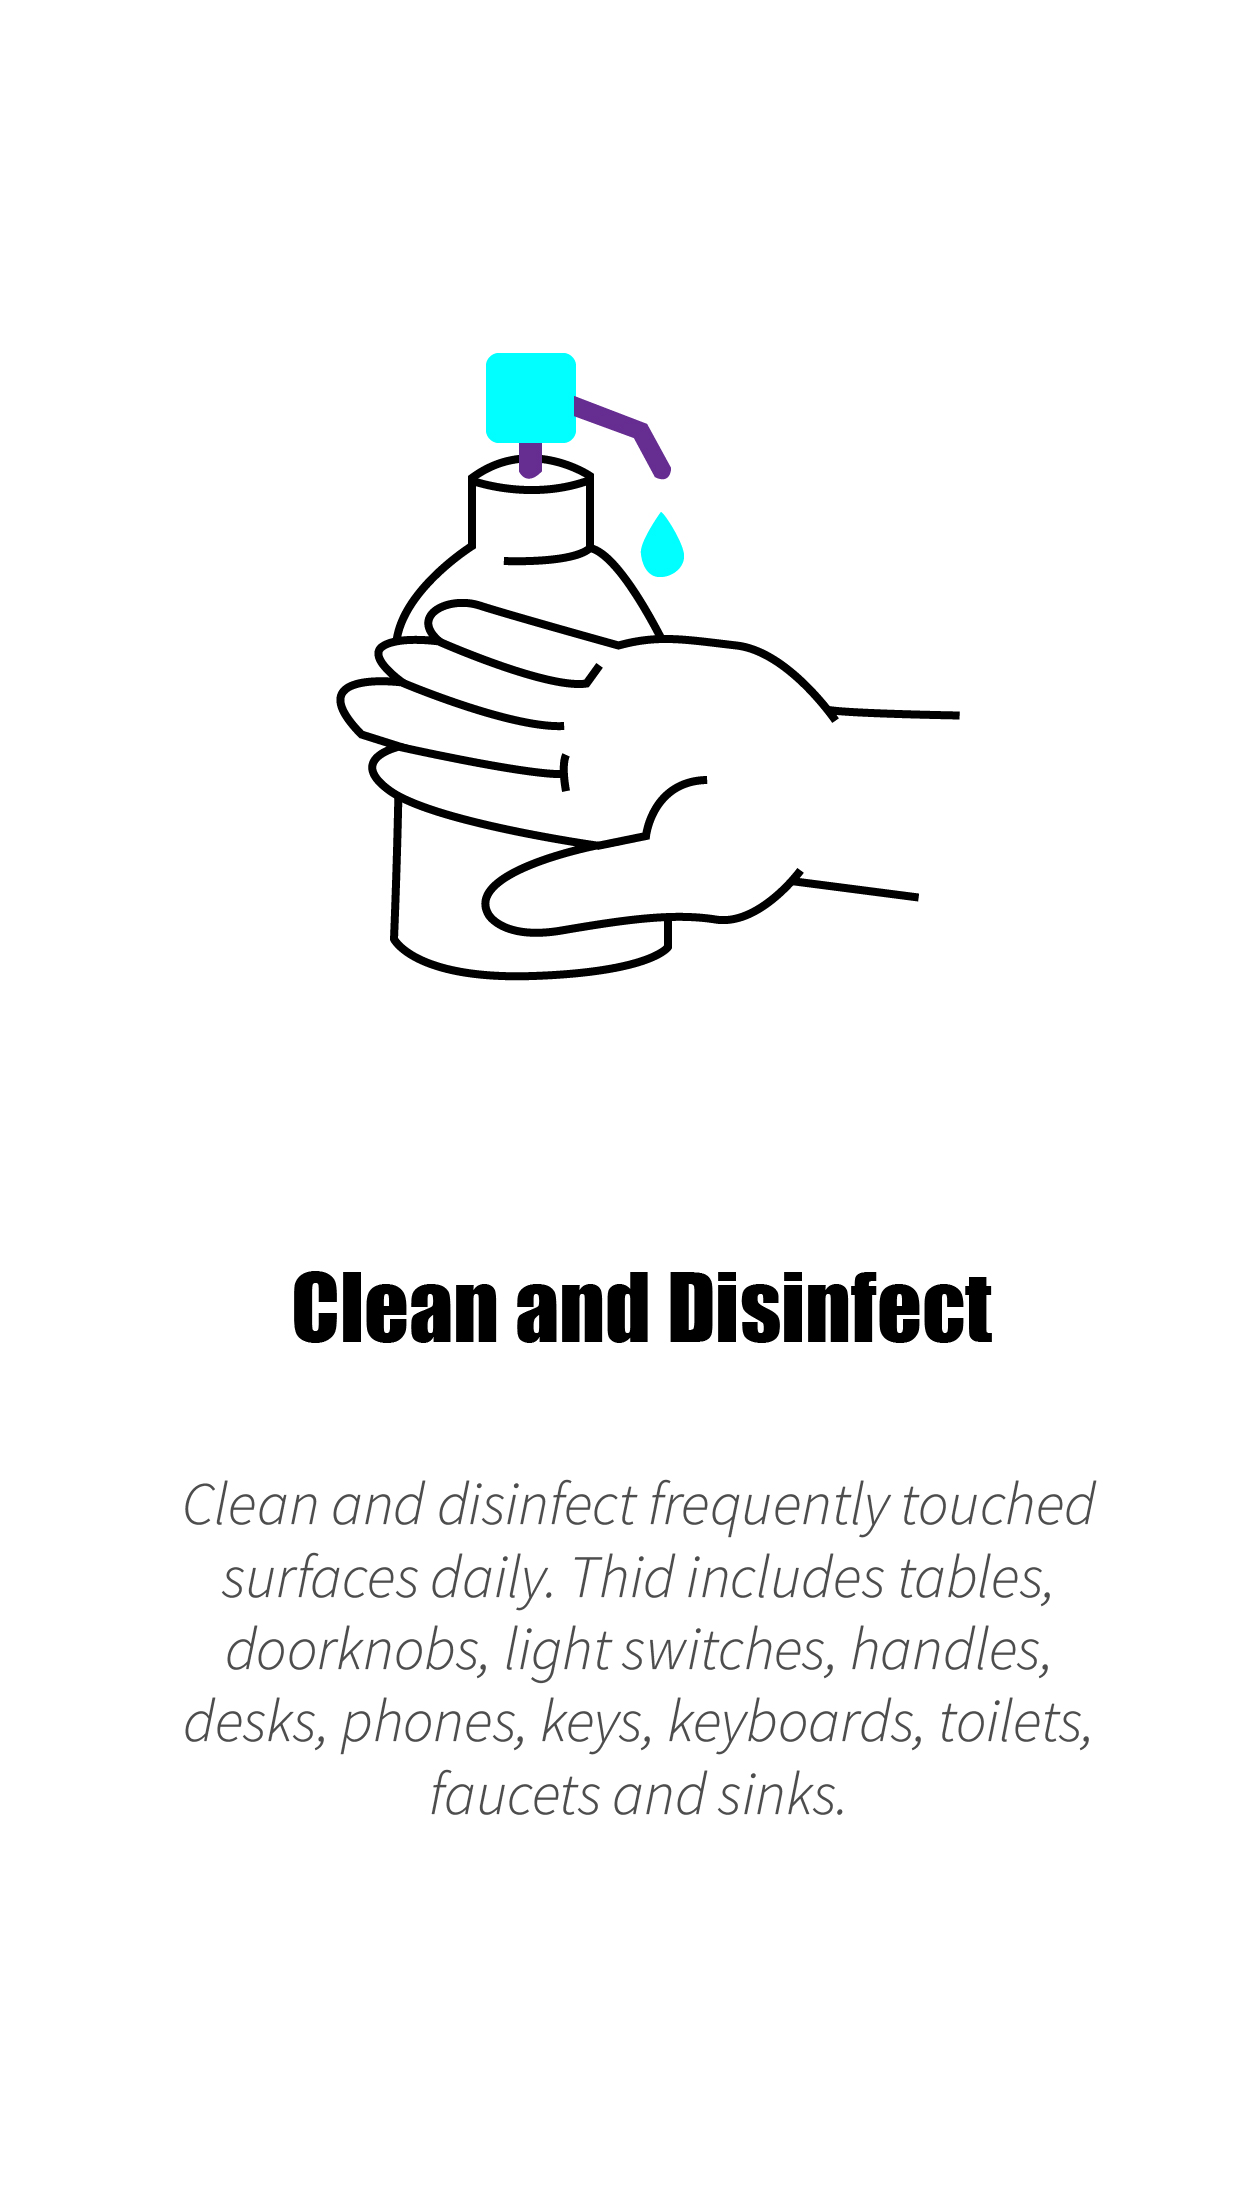 Clean and Disinfect
Clean and disinfect frequently touched
surfaces daily. Thid includes tables,
doorknobs, light switches, handles,
desks, phones, keys, keyboards, toilets,
faucets and sinks.